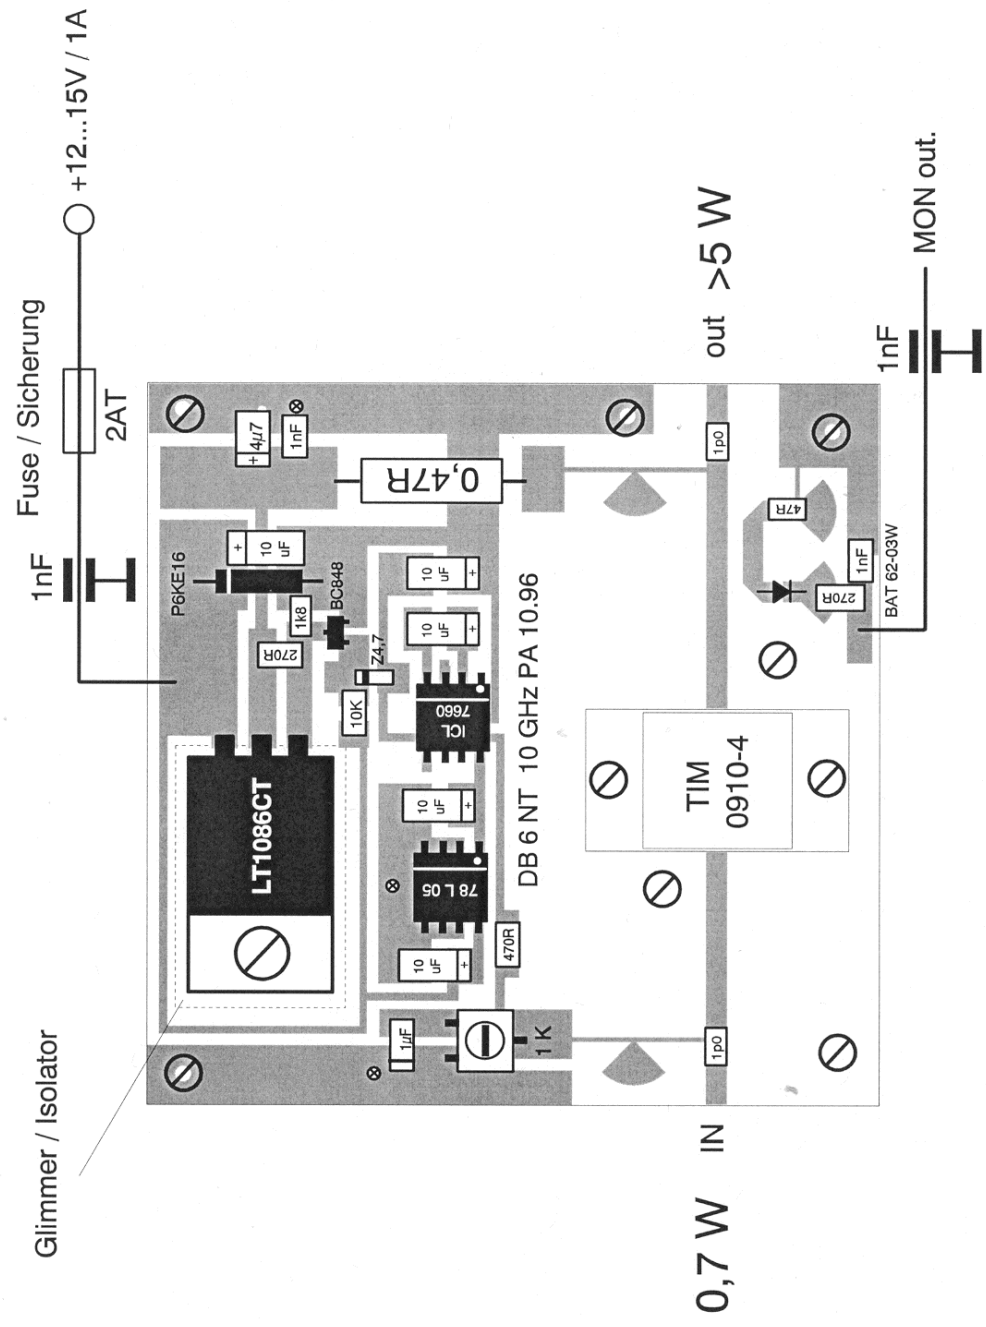 +12...15V / 1A
Fuse / Sicherung
2AT
1nF
Glimmer / Isolator
P6KE16
4µ7
+
1nF
0,47R
+
10
uF
1k8
BC848
270R
Z4,7
10K
LT1086CT
10
uF
+
10
uF
+
ICL
7660
10
uF
+
78 L 05
10
uF
+
470R
1µF
1 K
DB 6 NT 10 GHz PA 10.96
TIM
0910-4
0,7 W IN
1p0
1p0
out >5 W
47R
270R
1nF
BAT 62-03W
1nF
MON out.